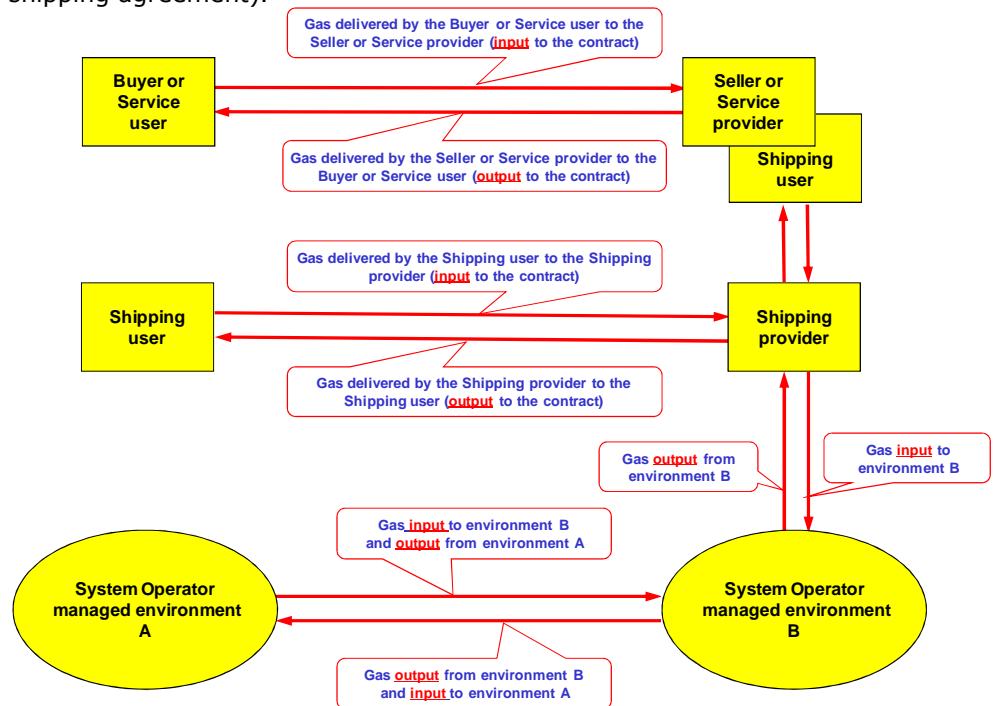 shipping agreement).
Gas delivered by the Buyer or Service user to the
Seller or Service provider (input to the contract)
Buyer or
Service
user
Seller or
Service
provider
Gas delivered by the Seller or Service provider to the
Buyer or Service user (output to the contract)
Shipping
user
Gas delivered by the Shipping user to the Shipping
provider (input to the contract)
Shipping
user
Shipping
provider
Gas delivered by the Shipping provider to the
Shipping user (output to the contract)
Gas output from
environment B
Gas input to
environment B
Gas input to environment B
and output from environment A
System Operator
managed environment
A
System Operator
managed environment
B
Gas output from environment B
and input to environment A